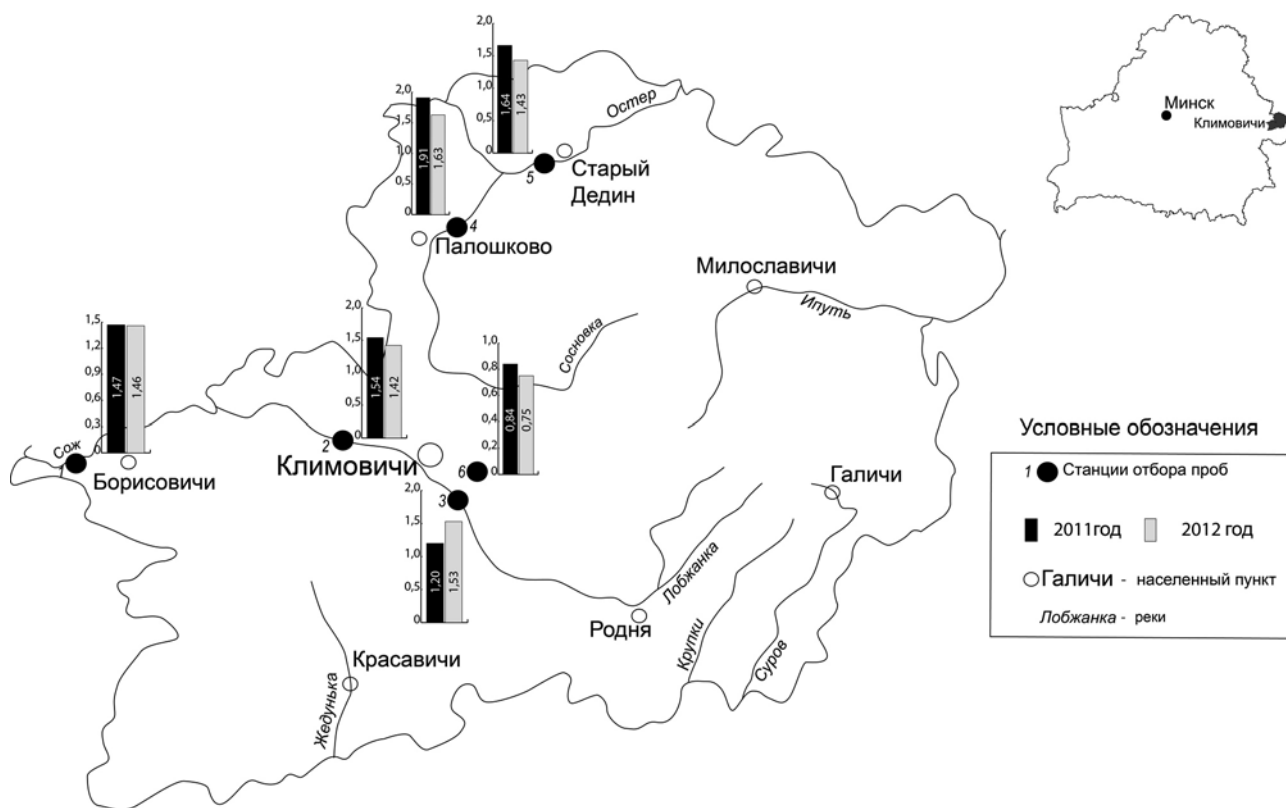 2,0
1,5
1,0
0,5
0
1,64
1,43
2,0
1,5
1,0
0,5
0
1,91
1,63
Остер
5
Старый
Дедин
4
Палошково
Минск
Климовичи
Милославичи
Ипуть
Сосновка
1,5
1,2
0,9
0,6
0,3
0
1,47
1,46
Сож
Борисовичи
2,0
1,5
1,0
0,5
0
1,54
1,42
2
Климовичи
1,0
0,8
0,6
0,4
0,2
0
0,84
0,75
6
3
2,0
1,5
1,0
0,5
0
1,20
1,53
Галичи
Лобжанка
Родня
Крупки
Суров
Красавичи
Жедунька
Условные обозначения
1 Станции отбора проб
2011год 2012 год
Галичи - населенный пункт
Лобжанка - реки